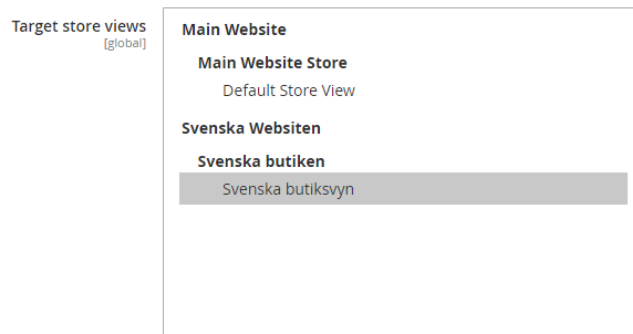 Target store views
[global]
Main Website
Main Website Store
Default Store View
Svenska Websiten
Svenska butiken
Svenska butiksvyn